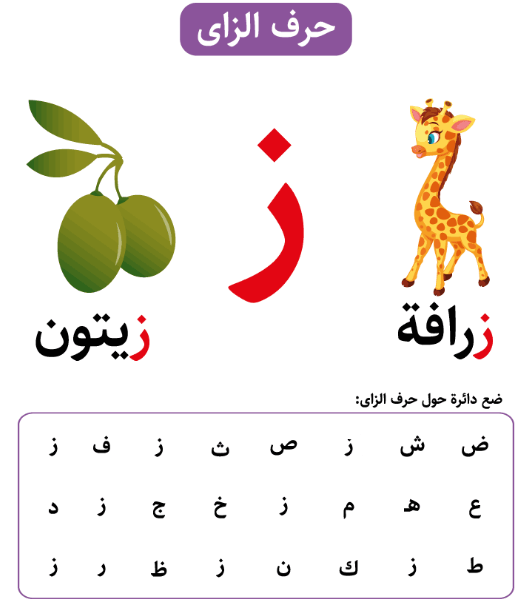 حرف الزاى
ز
زرافة
زيتون
ضع دائرة حول حرف الزاى:
ض ش ز ص ث ز ف ز
ع هـ م ز خ ج ز د
ط ز ك ن ز ظ ر ز